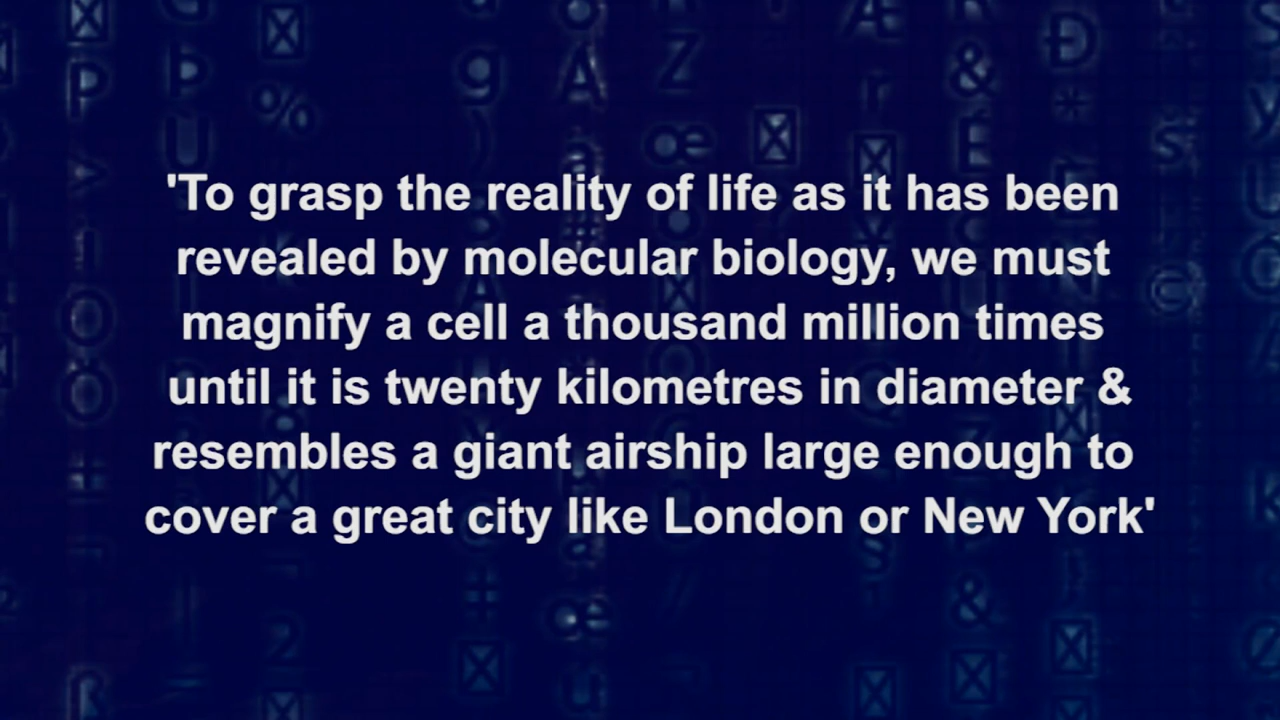 'To grasp the reality of life as it has been
revealed by molecular biology, we must
magnify a cell a thousand million times
until it is twenty kilometres in diameter &
resembles a giant airship large enough to
cover a great city like London or New York'